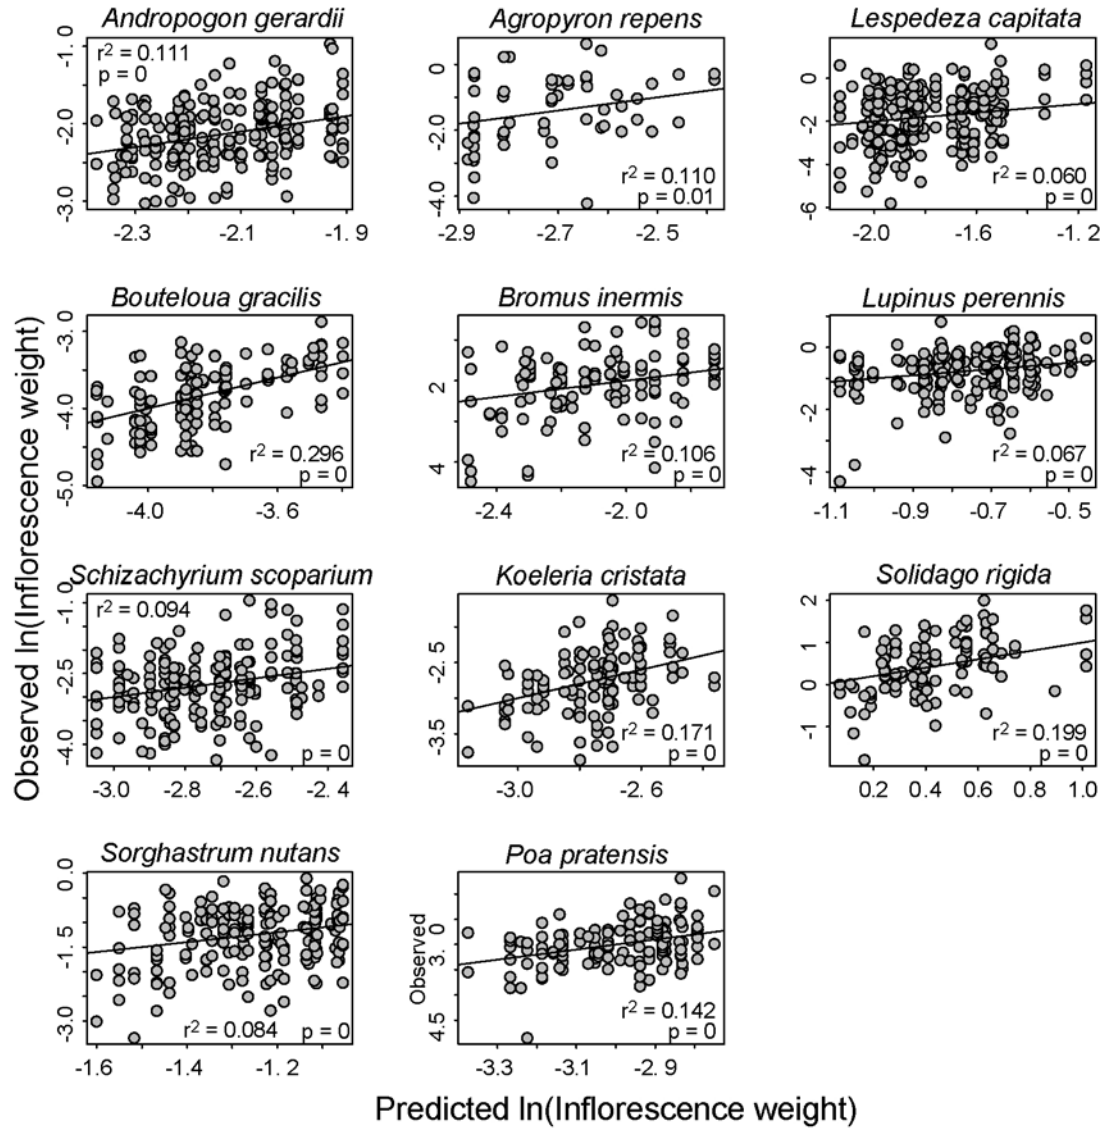 Andropogon gerardii
Agropyron repens
Lespedeza capitata
r² = 0.111
p = 0
-1. 0
-2.0
-3.0
-2.3 -2.1 -1. 9
0
-2.0
-4.0
r² = 0.110
p = 0.01
-2.9 -2.7 -2.5
0
-2
-4
-6
r² = 0.060
p = 0
-2.0 -1.6 -1. 2
Bouteloua gracilis
Bromus inermis
Lupinus perennis
-3. 0
-4.0
-5.0
r² = 0.296
p = 0
-4.0 -3. 6
2
4
r² = 0.106
p = 0
-2.4 -2. 0
0
-2
-4
r² = 0.067
p = 0
-1.1 -0.9 -0.7 -0. 5
Schizachyrium scoparium
Koeleria cristata
Solidago rigida
-1. 0
-2.5
-4.0
r² = 0.094
p = 0
-3.0 -2.8 -2.6 -2. 4
-2.5
-3.5
r² = 0.171
p = 0
-3.0 -2.6
2
1
0
-1
r² = 0.199
p = 0
0.2 0.4 0.6 0.8 1.0
Sorghastrum nutans
Poa pratensis
0. 0
-1.5
-3.0
r² = 0.084 p = 0
-1.6 -1.4 -1. 2
Observed
0
3.
4.5
r² = 0.142
p = 0
-3.3 -3.1 -2. 9
Observed ln(Inflorescence weight)
Predicted ln(Inflorescence weight)